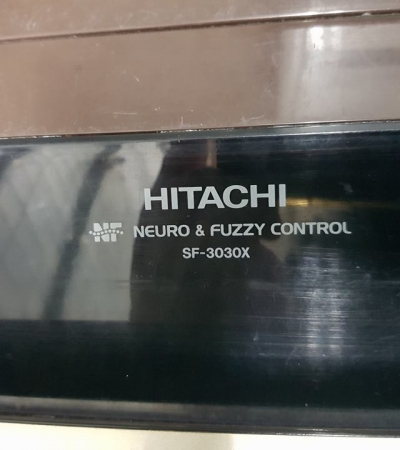 HITACHI
NF NEURO & FUZZY CONTROL
SF-3030X